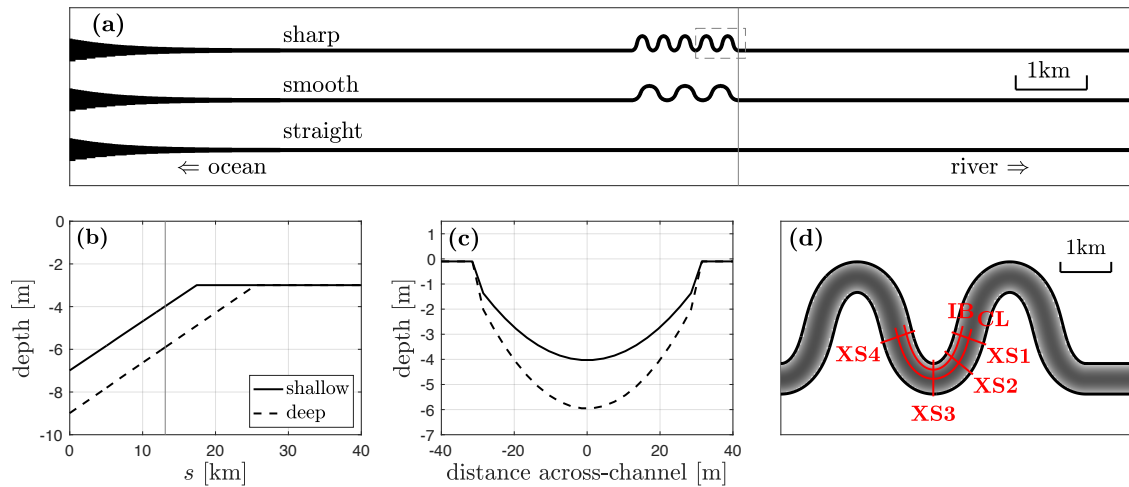 (a)
sharp
smooth
1km
straight
⇐ ocean
river ⇒
(b)
0
-2
-4
-6
-8
-10
depth [m]
shallow
deep
0 10 20 30 40
s [km]
(c)
1
0
-1
-2
-3
-4
-5
-6
-7
depth [m]
-40 -20 0 20 40
distance across-channel [m]
(d)
1km
IB CL
XS4 XS1
XS2
XS3